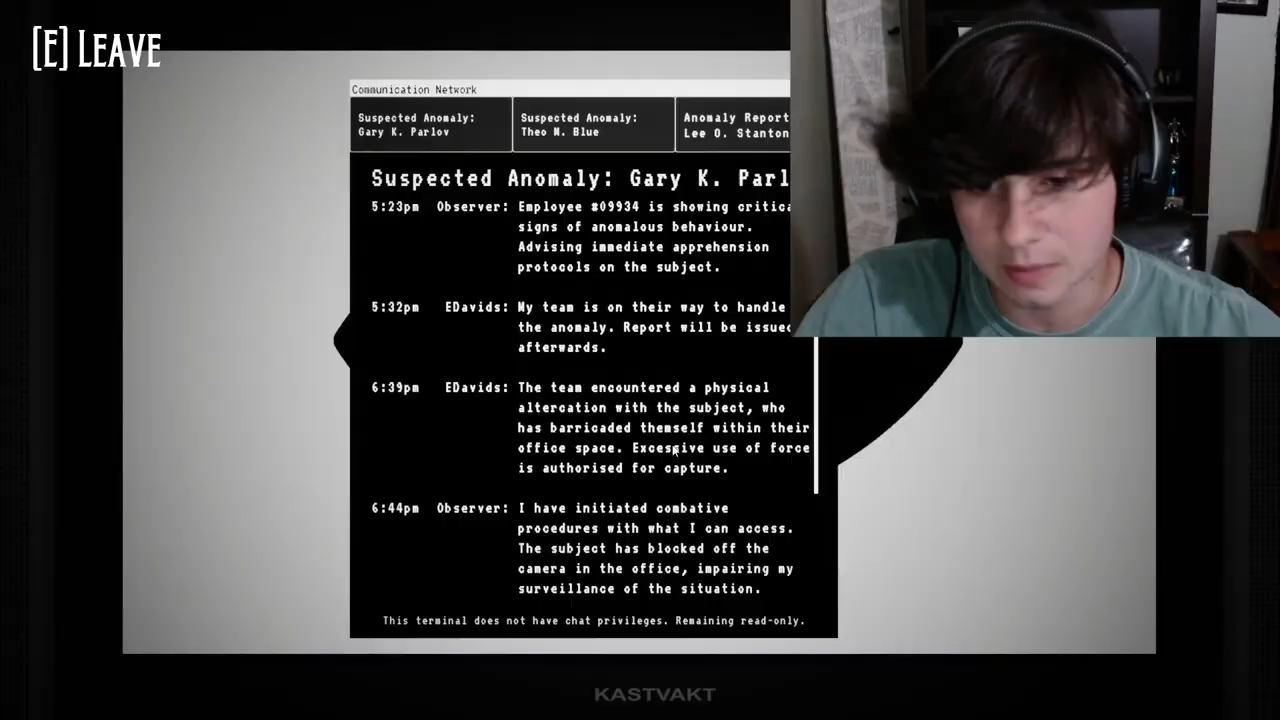 [E] Leave
Communication Network
Suspected Anomaly:
Gary K. Parlov
Suspected Anomaly:
Theo M. Blue
Anomaly Report
Lee O. Stanton
Suspected Anomaly: Gary K. Parl
5:23pm Observer: Employee #09934 is showing critica
signs of anomalous behaviour.
Advising immediate apprehension
protocols on the subject.
5:32pm EDavids: My team is on their way to handle
the anomaly. Report will be issued
afterwards.
6:39pm EDavids: The team encountered a physical
altercation with the subject, who
has barricaded themself within their
office space. Excessive use of force
is authorised for capture.
6:44pm Observer: I have initiated combative
procedures with what I can access.
The subject has blocked off the
camera in the office, impairing my
surveillance of the situation.
This terminal does not have chat privileges. Remaining read-only.
KASTVAKT